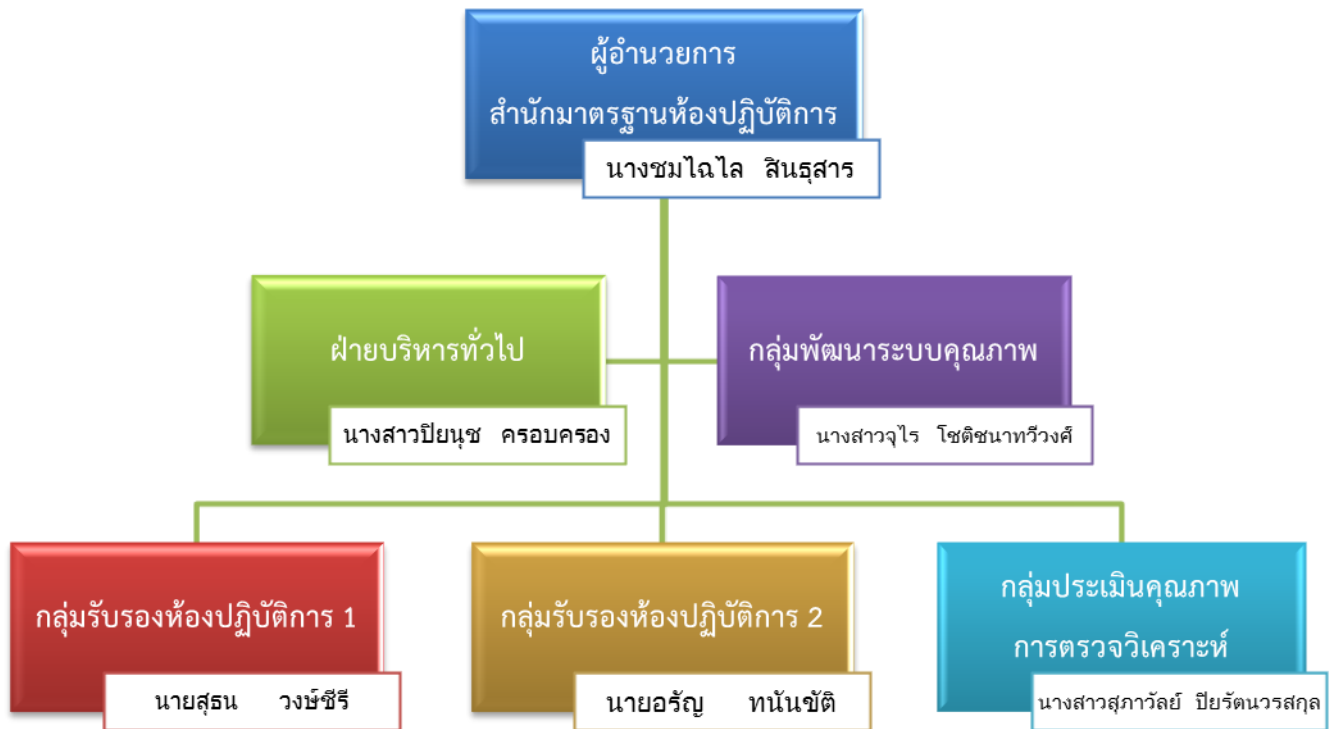 ผู้อำนวยการ
สำนักมาตรฐานห้องปฏิบัติการ
นางชมไฉไล สินธุสาร
ฝ่ายบริหารทั่วไป
นางสาวปิยนุช ครอบครอง
กลุ่มพัฒนาระบบคุณภาพ
นางสาวจุไร โชติชนาทวีวงศ์
กลุ่มรับรองห้องปฏิบัติการ 1
นายสุธน วงษ์ชีรี
กลุ่มรับรองห้องปฏิบัติการ 2
นายอรัญ ทนันขัติ
กลุ่มประเมินคุณภาพ
การตรวจวิเคราะห์
นางสาวสุภาวัลย์ ปิยรัตนวรสกุล